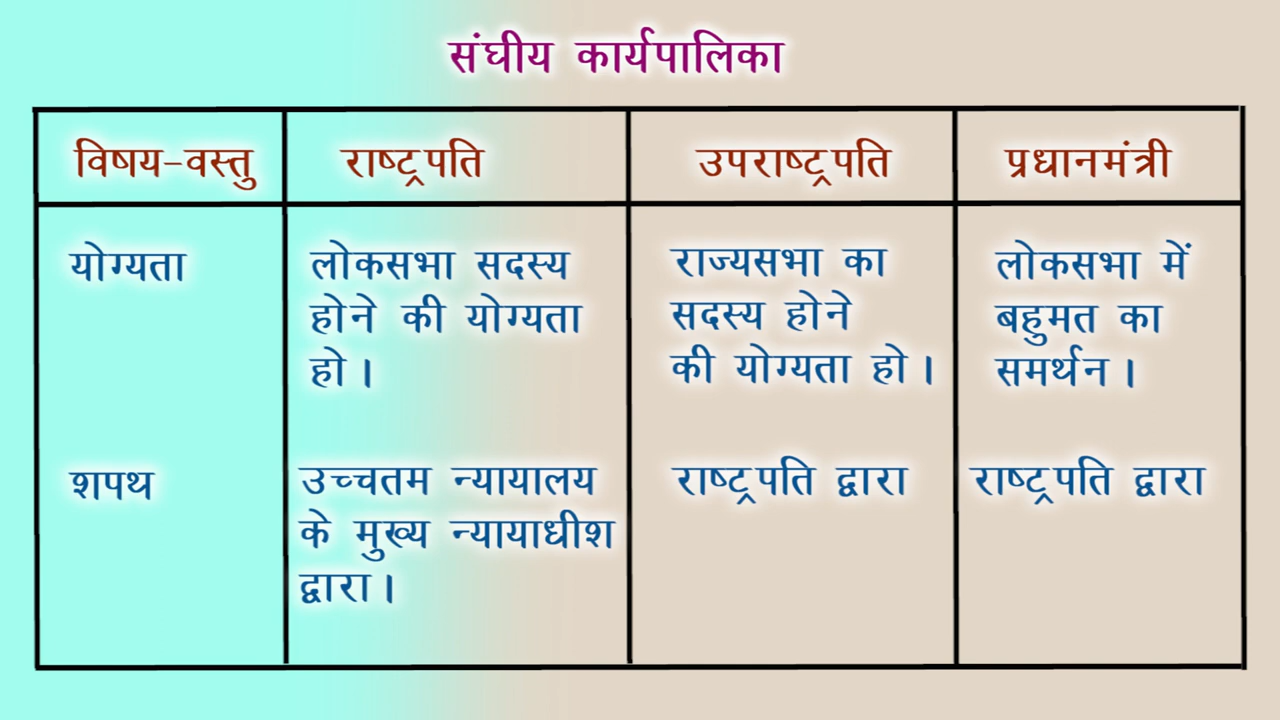 संघीय कार्यपालिका
विषय-वस्तु राष्ट्रपति उपराष्ट्रपति प्रधानमंत्री
योग्यता
लोकसभा सदस्य
होने की योग्यता
हो।
राज्यसभा का
सदस्य होने
की योग्यता हो।
लोकसभा में
बहुमत का
समर्थन।
शपथ
उच्चतम न्यायालय
के मुख्य न्यायाधीश
द्वारा।
राष्ट्रपति द्वारा
राष्ट्रपति द्वारा